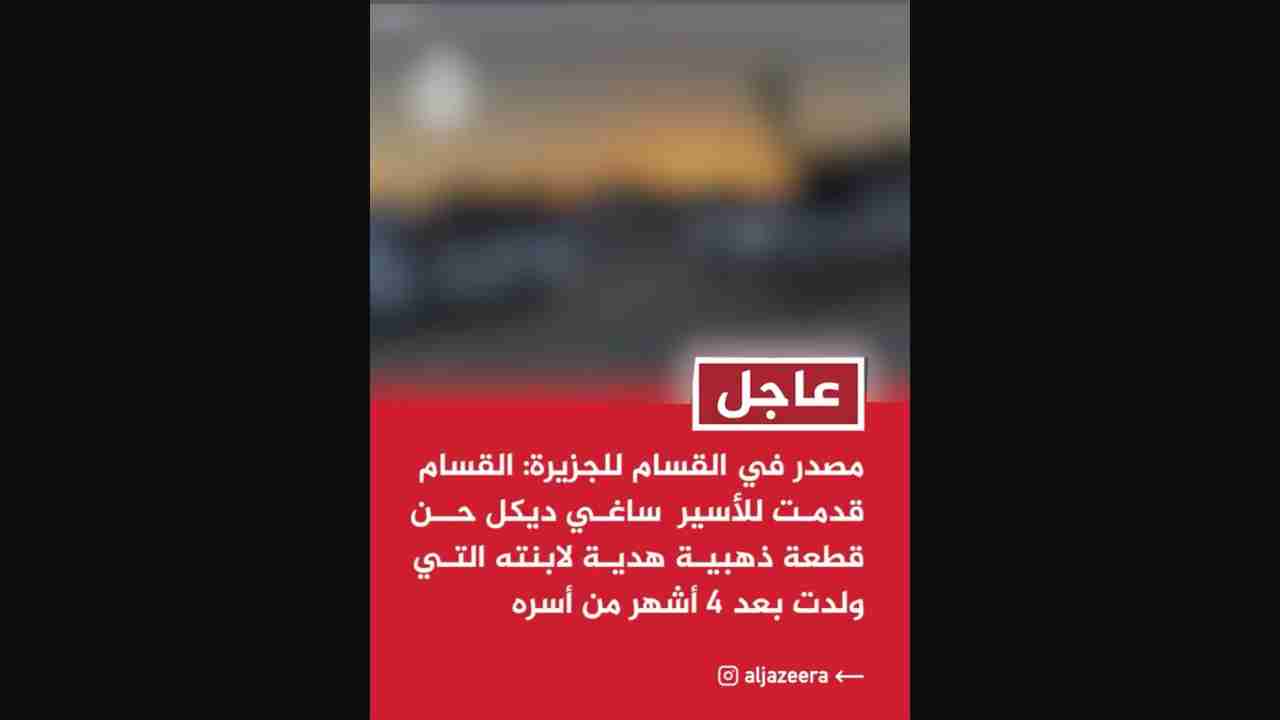 عاجل
مصدر في القسام للجزيرة: القسام
قدمت للأسير ساغي ديكل حن
قطعة ذهبية هدية لابنته التي
ولدت بعد 4 أشهر من أسره
aljazeera